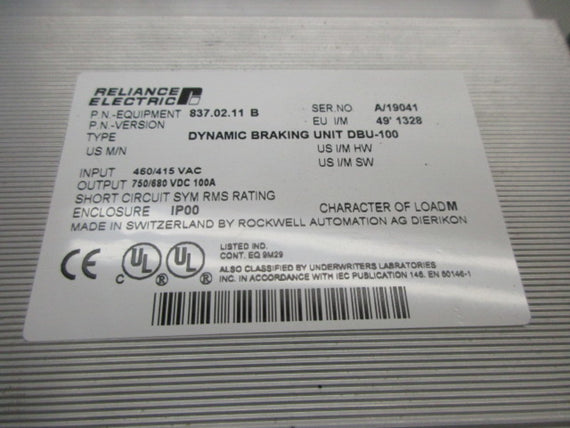 RELIANCE
ELECTRIC
P.N.-EQUIPMENT 837.02.11 B SER.NO A/19041
P.N.-VERSION EU I/M 49' 1328
TYPE DYNAMIC BRAKING UNIT DBU-100
US M/N US I/M HW
US I/M SW
INPUT 460/415 VAC
OUTPUT 750/680 VDC 100A
SHORT CIRCUIT SYM RMS RATING
ENCLOSURE IP00 CHARACTER OF LOAD M
MADE IN SWITZERLAND BY ROCKWELL AUTOMATION AG DIERIKON
CE C UL ® UL ® LISTED IND.
CONT. EQ 9M29
ALSO CLASSIFIED BY UNDERWRITERS LABRATORIES
INC. IN ACCORDANCE WITH IEC PUBLICATION 146. EN 60146-1